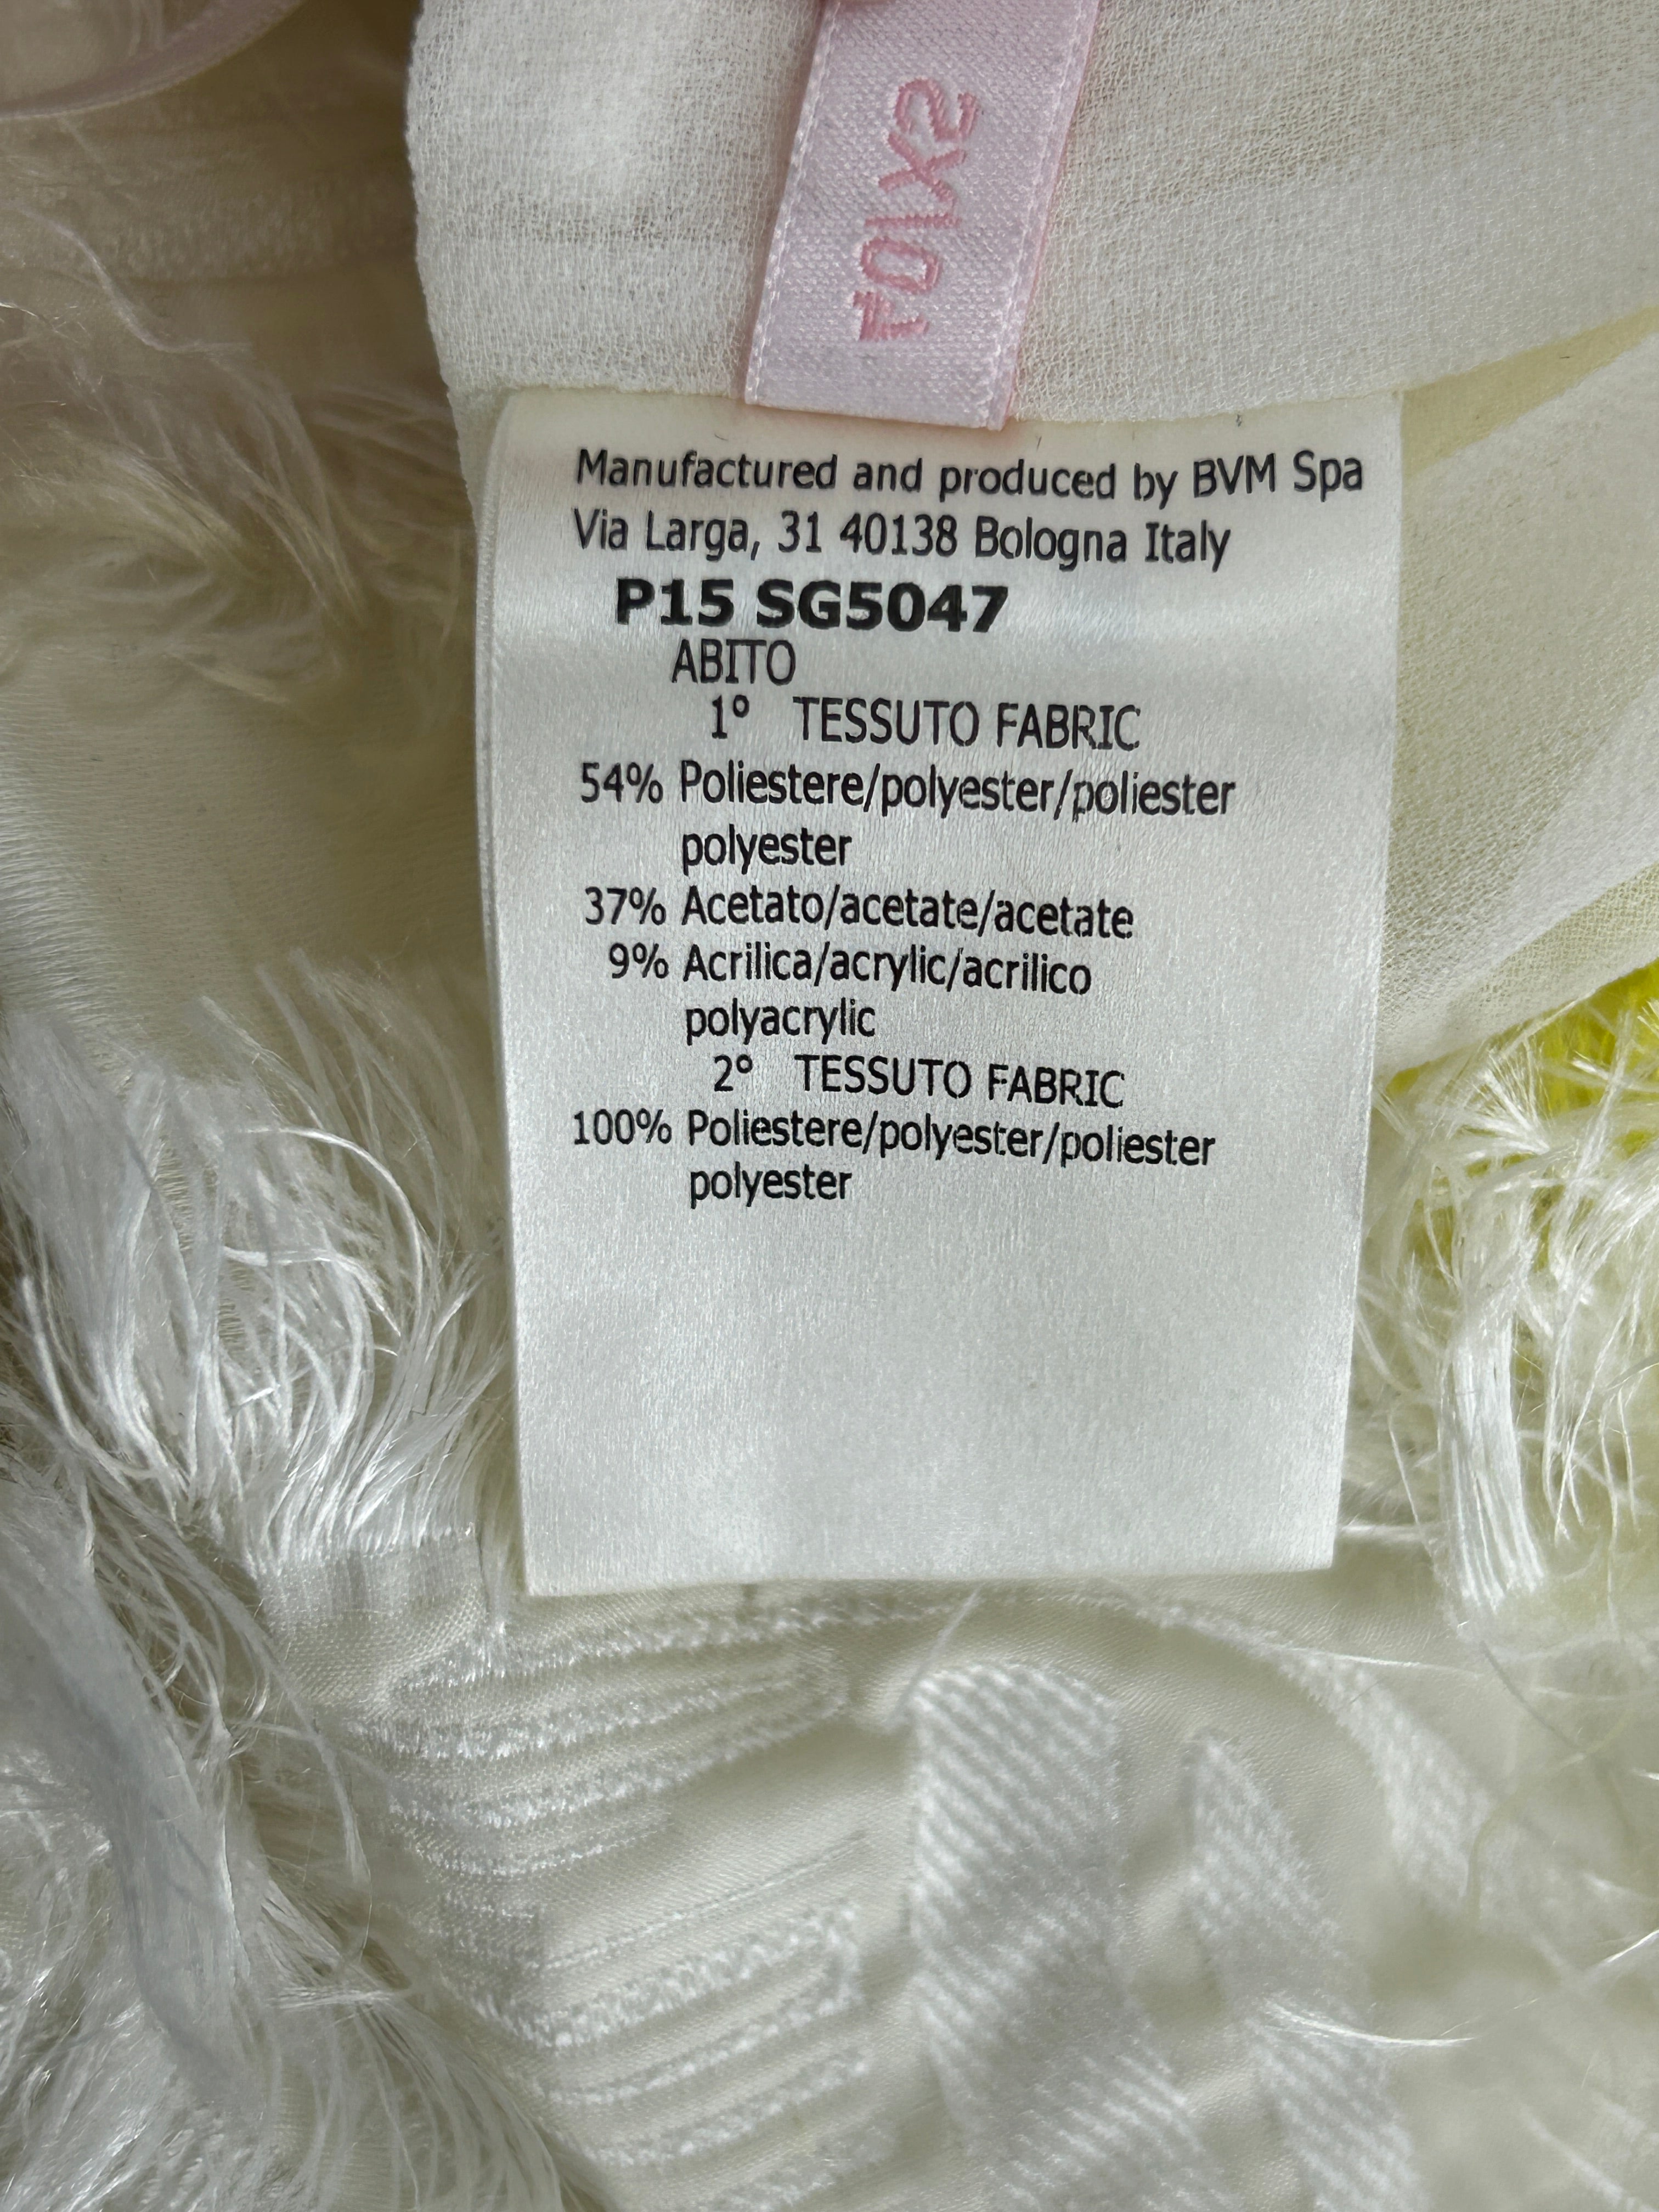 Manufactured and produced by BVM Spa
Via Larga, 31 40138 Bologna Italy
P15 SG5047
ABITO
1° TESSUTO FABRIC
54% Poliestere/polyester/poliester
polyester
37% Acetato/acetate/acetate
9% Acrilica/acrylic/acrilico
polyacrylic
2° TESSUTO FABRIC
100% Poliestere/polyester/poliester
polyester